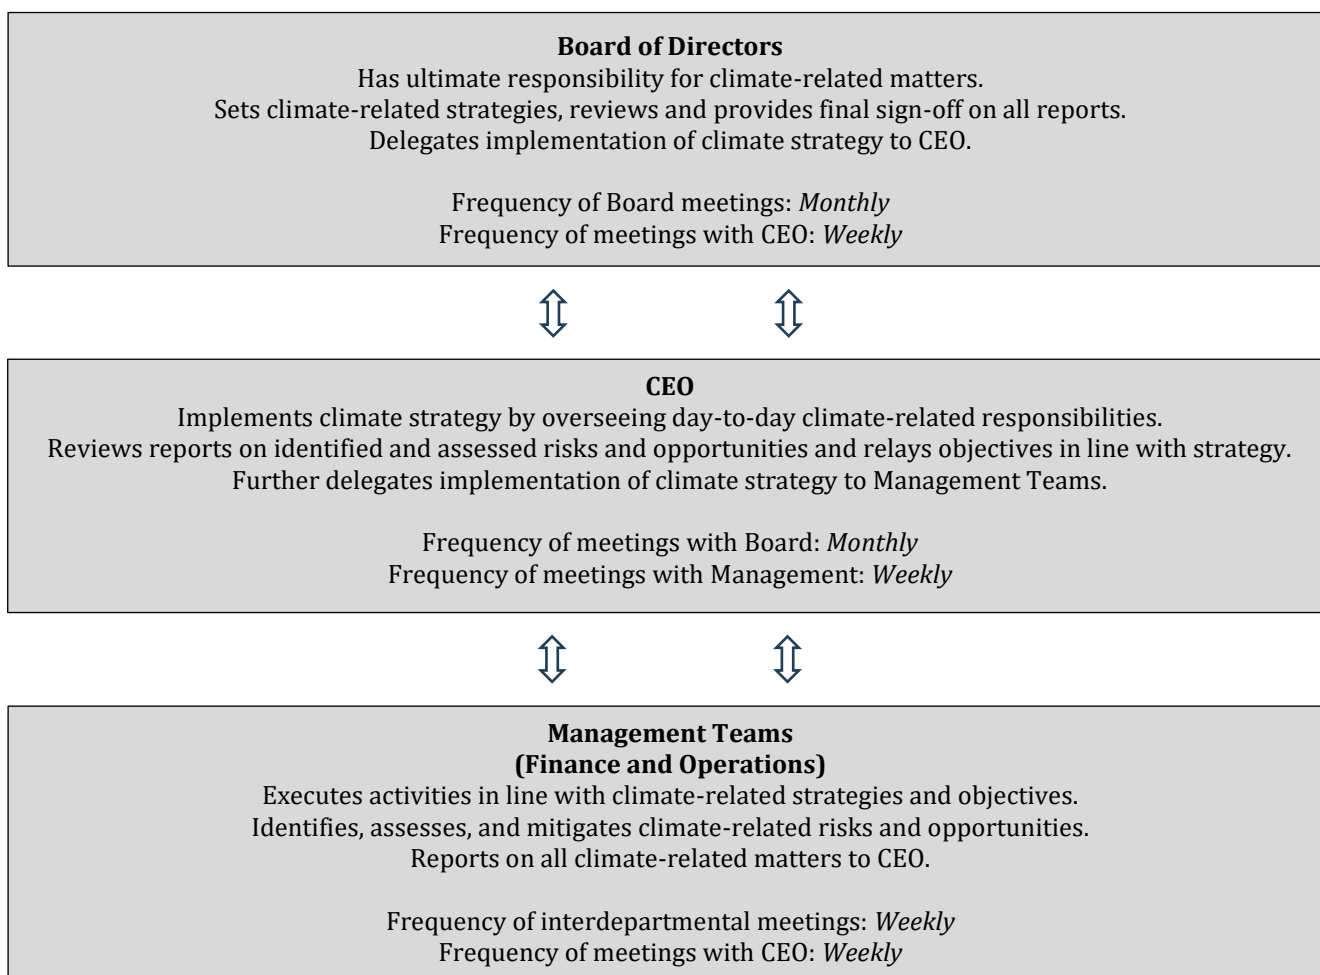 Board of Directors
Has ultimate responsibility for climate-related matters.
Sets climate-related strategies, reviews and provides final sign-off on all reports.
Delegates implementation of climate strategy to CEO.
Frequency of Board meetings: Monthly
Frequency of meetings with CEO: Weekly
CEO
Implements climate strategy by overseeing day-to-day climate-related responsibilities.
Reviews reports on identified and assessed risks and opportunities and relays objectives in line with strategy.
Further delegates implementation of climate strategy to Management Teams.
Frequency of meetings with Board: Monthly
Frequency of meetings with Management: Weekly
Management Teams
(Finance and Operations)
Executes activities in line with climate-related strategies and objectives.
Identifies, assesses, and mitigates climate-related risks and opportunities.
Reports on all climate-related matters to CEO.
Frequency of interdepartmental meetings: Weekly
Frequency of meetings with CEO: Weekly